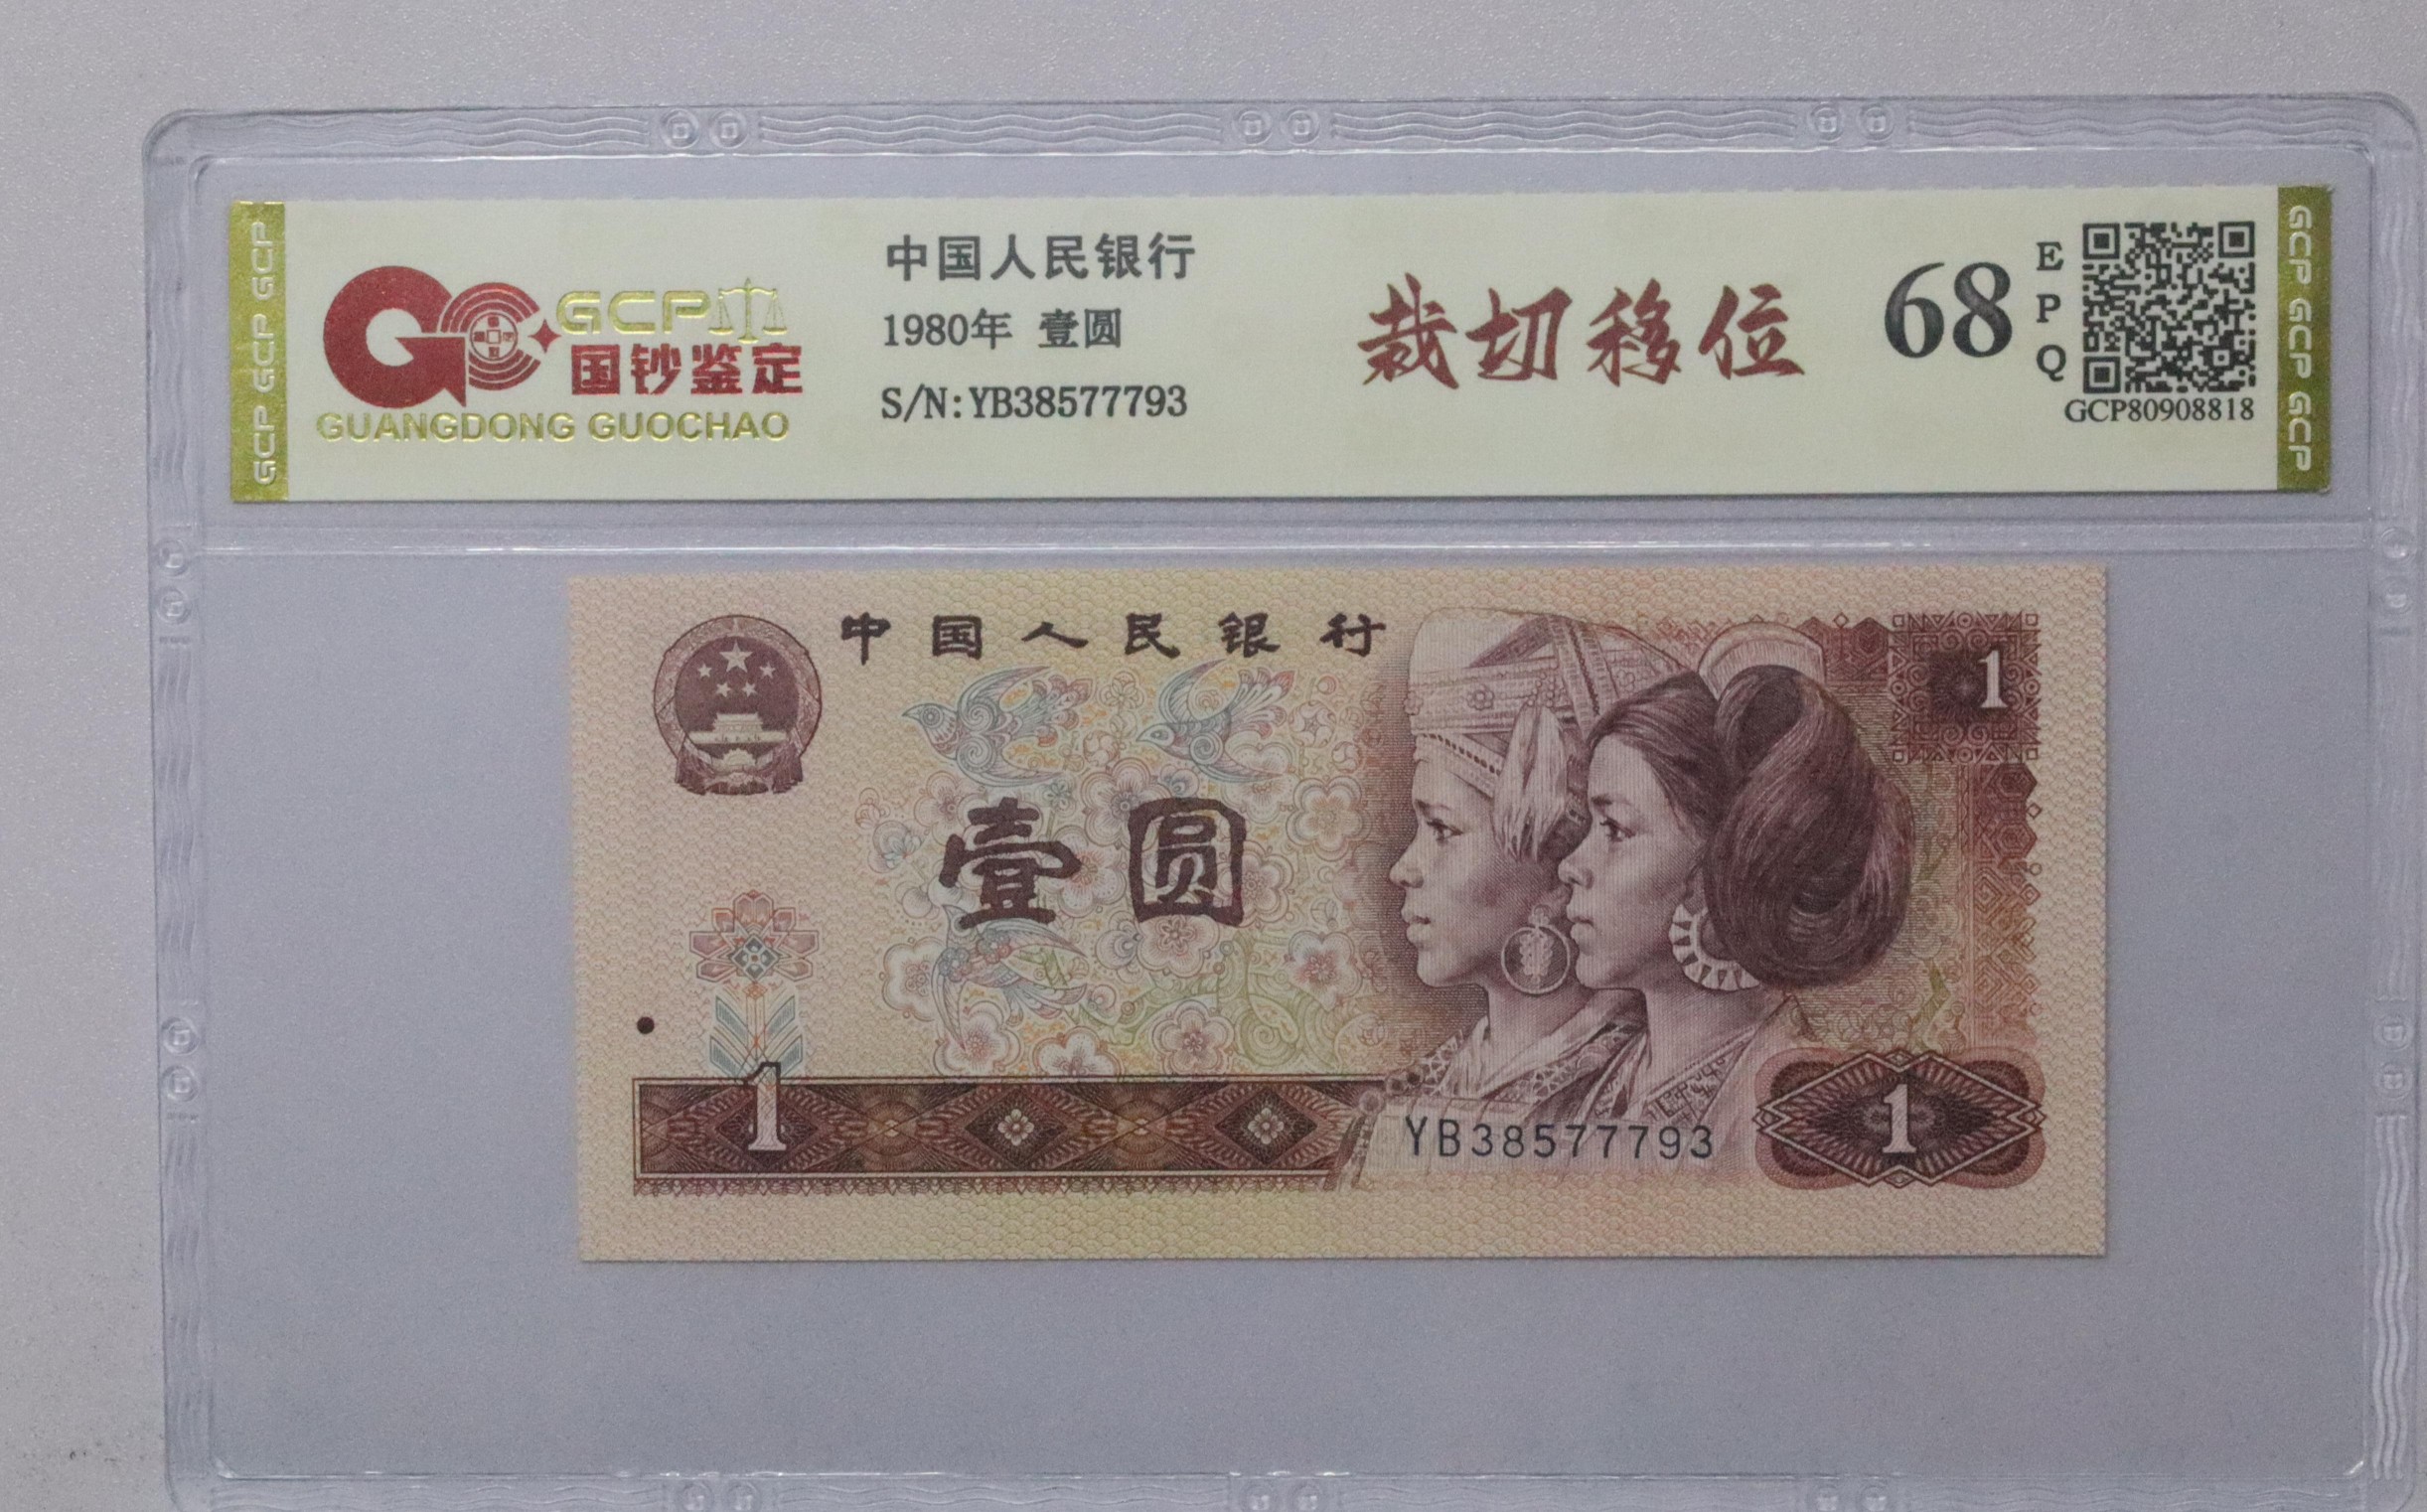 GCP GCP GCP
GCP
国钞鉴定
GUANGDONG GUOCHAO
中国人民银行
1980年 壹圆
S/N:YB38577793
裁切移位
68
EPQ
GCP80908818
GCP GCP GCP
中国人民银行
1
壹圆
1
YB38577793
1